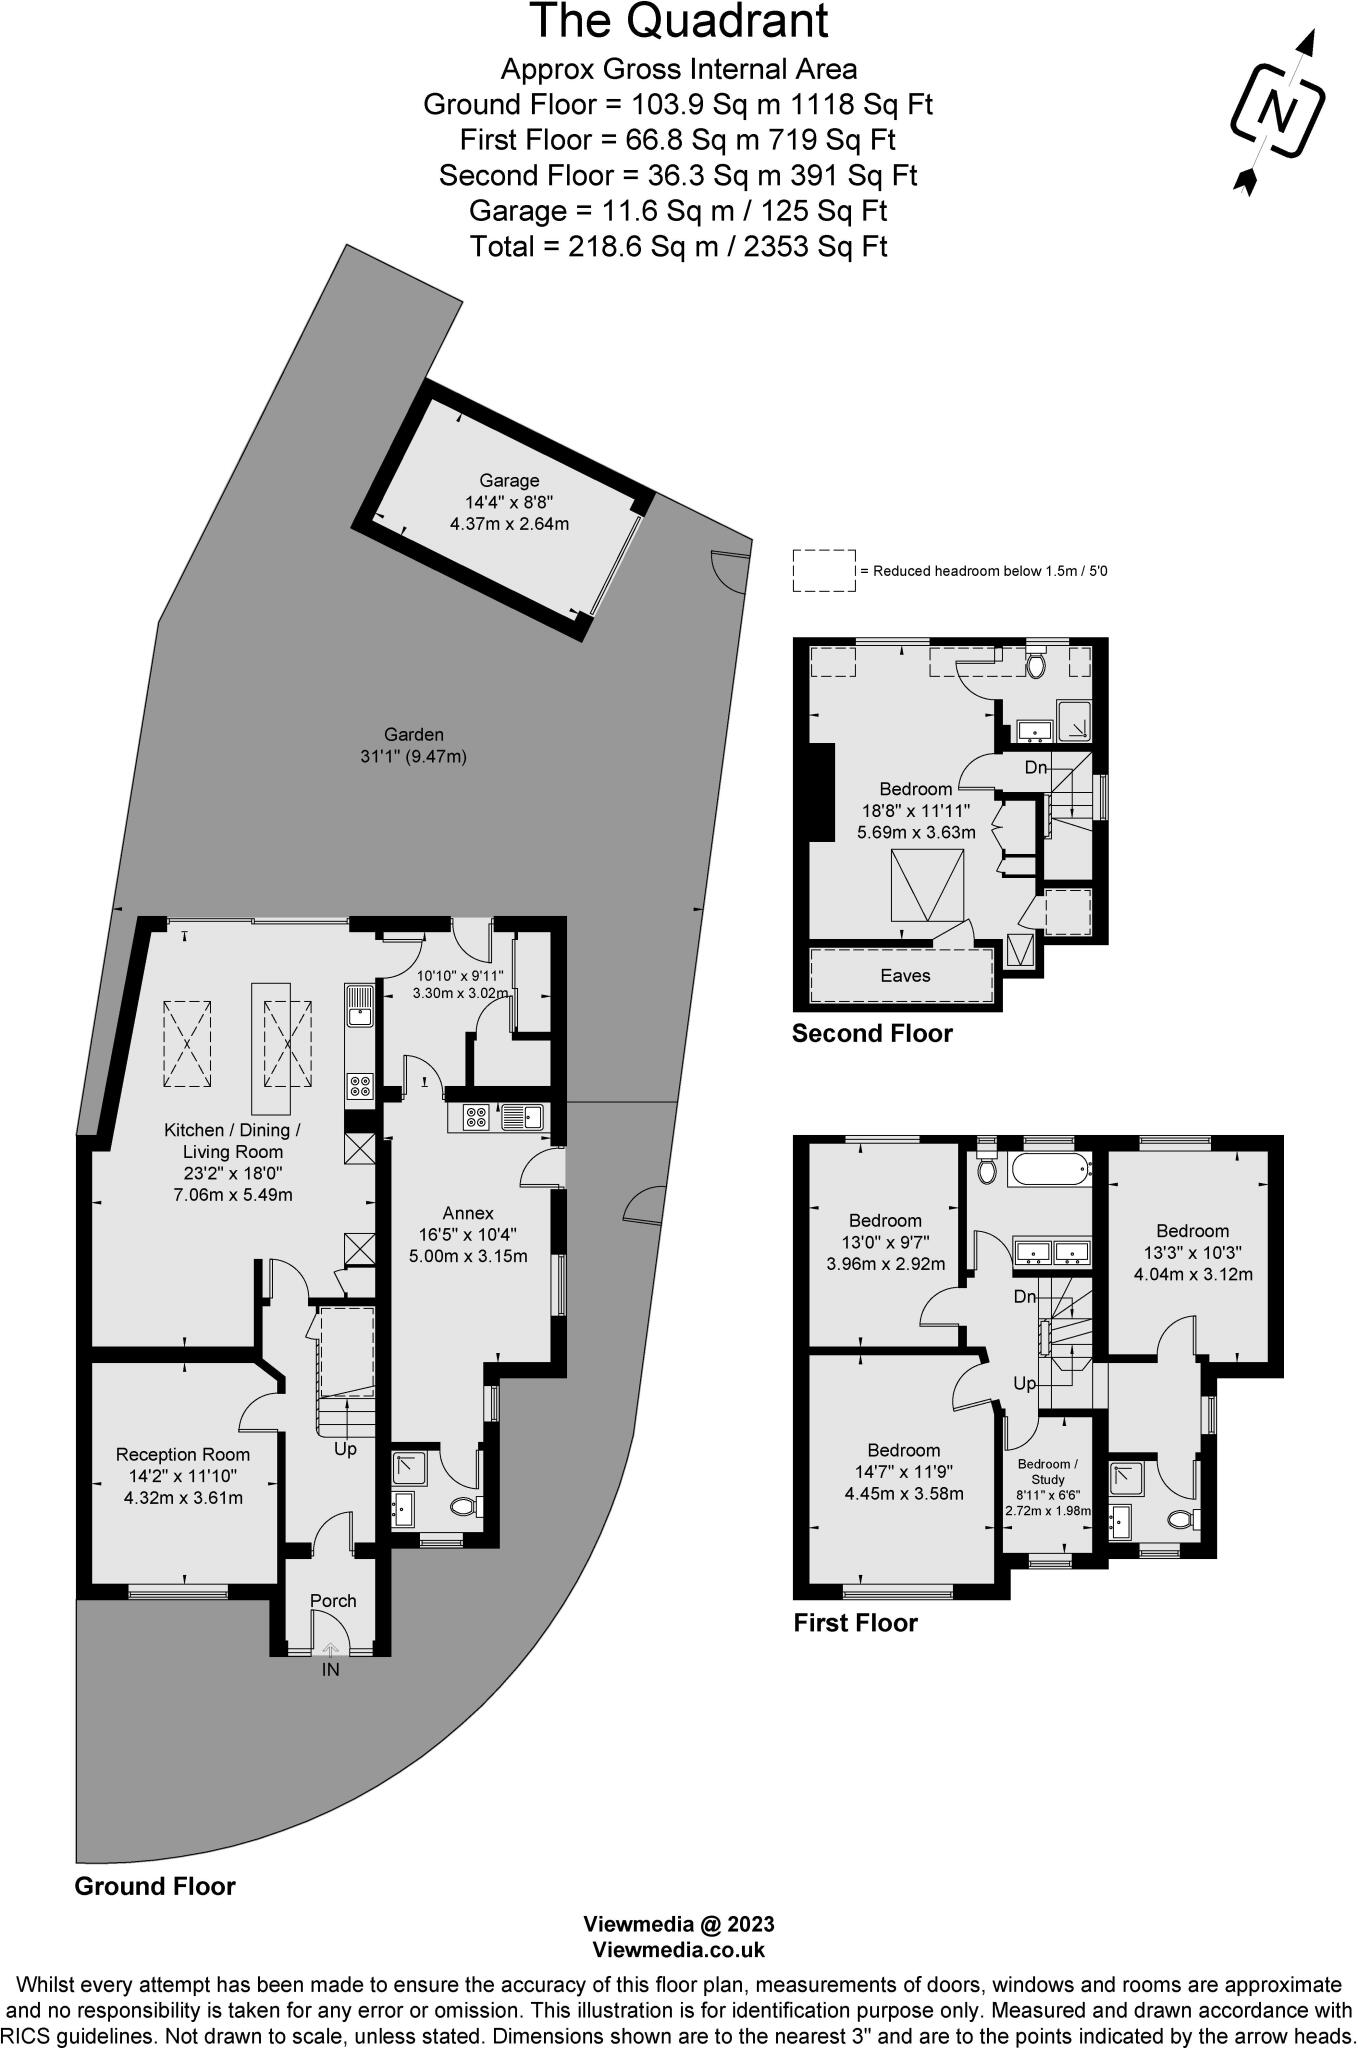 The Quadrant
Approx Gross Internal Area
Ground Floor = 103.9 Sq m 1118 Sq Ft
First Floor = 66.8 Sq m 719 Sq Ft
Second Floor = 36.3 Sq m 391 Sq Ft
Garage = 11.6 Sq m / 125 Sq Ft
Total = 218.6 Sq m / 2353 Sq Ft
N
Garage
14'4" x 8'8"
4.37m x 2.64m
= Reduced headroom below 1.5m / 5'0
Garden
31'1" (9.47m)
Dn
Bedroom
18'8" x 11'11"
5.69m x 3.63m
Eaves
Second Floor
10'10" x 9'11"
3.30m x 3.02m
Kitchen / Dining /
Living Room
23'2" x 18'0"
7.06m x 5.49m
Annex
16'5" x 10'4"
5.00m x 3.15m
Up
Reception Room
14'2" x 11'10"
4.32m x 3.61m
Porch
IN
Ground Floor
Bedroom
13'0" x 9'7"
3.96m x 2.92m
Bedroom
13'3" x 10'3"
4.04m x 3.12m
Dn
Up
Bedroom
14'7" x 11'9"
4.45m x 3.58m
Bedroom /
Study
8'11" x 6'6"
2.72m x 1.98m
First Floor
Viewmedia @ 2023
Viewmedia.co.uk
Whilst every attempt has been made to ensure the accuracy of this floor plan, measurements of doors, windows and rooms are approximate
and no responsibility is taken for any error or omission. This illustration is for identification purpose only. Measured and drawn accordance with
RICS guidelines. Not drawn to scale, unless stated. Dimensions shown are to the nearest 3" and are to the points indicated by the arrow heads.